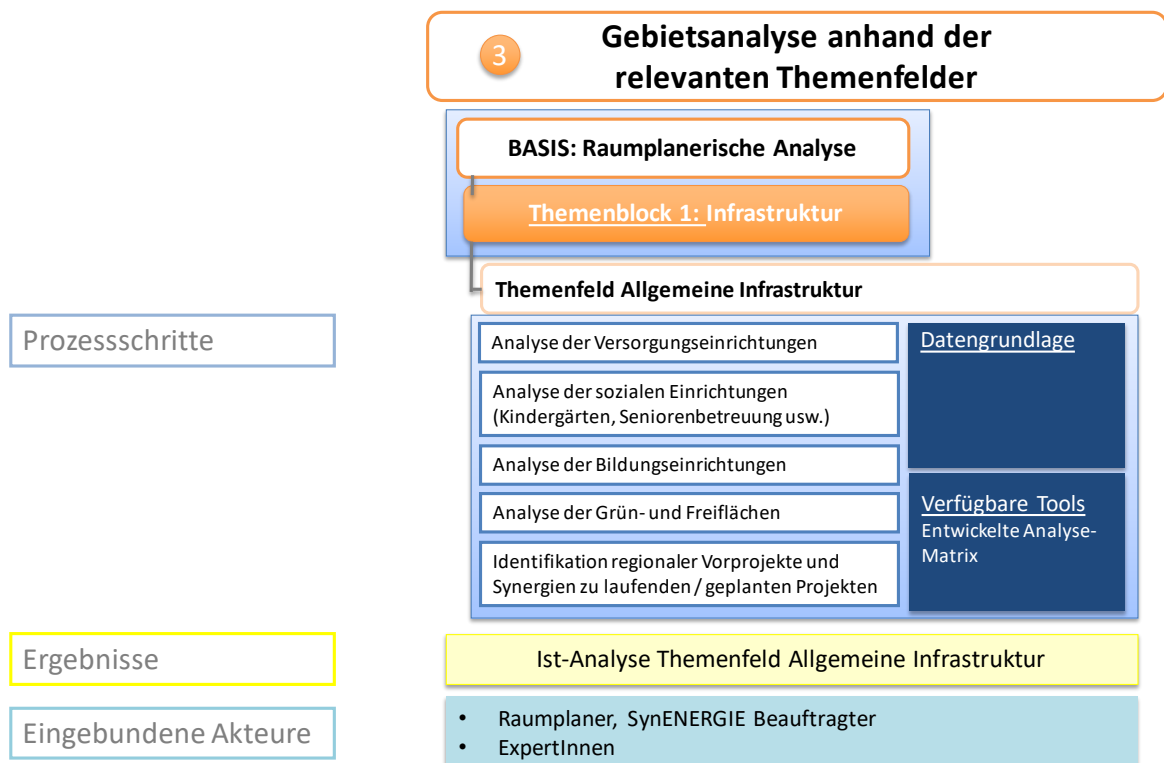 3
Gebietsanalyse anhand der
relevanten Themenfelder
BASIS: Raumplanerische Analyse
Themenblock 1: Infrastruktur
Themenfeld Allgemeine Infrastruktur
Prozessschritte
Analyse der Versorgungseinrichtungen
Analyse der sozialen Einrichtungen
(Kindergärten, Seniorenbetreuung usw.)
Analyse der Bildungseinrichtungen
Analyse der Grün- und Freiflächen
Identifikation regionaler Vorprojekte und
Synergien zu laufenden / geplanten Projekten
Datengrundlage
Verfügbare Tools
Entwickelte Analyse-
Matrix
Ergebnisse
Ist-Analyse Themenfeld Allgemeine Infrastruktur
Eingebundene Akteure
• Raumplaner, SynENERGIE Beauftragter
• ExpertInnen